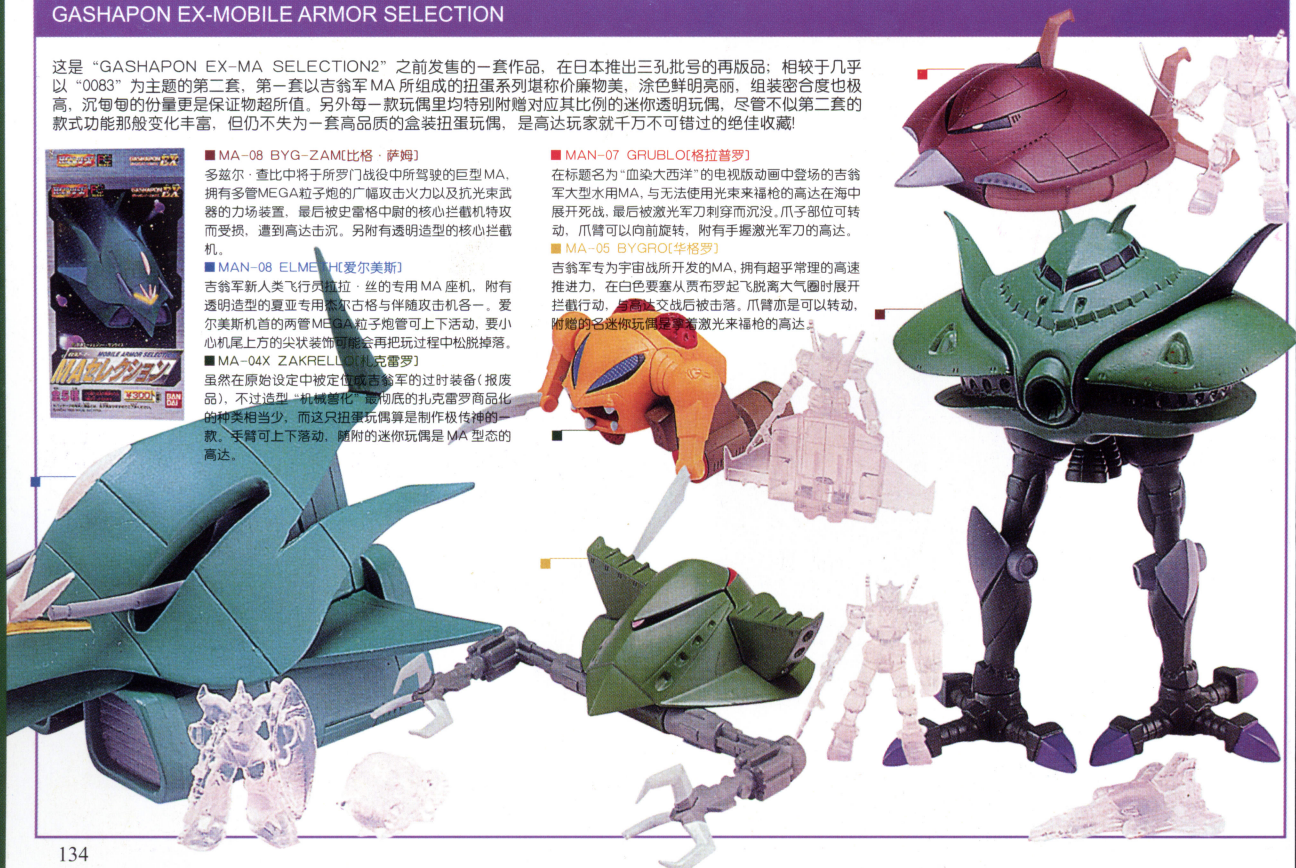 GASHAPON EX-MOBILE ARMOR SELECTION
这是“GASHAPON EX-MA SELECTION2”之前发售的一套作品，在日本推出三孔批号的再版品；相较于几乎
以“0083”为主题的第二套，第一套以吉翁军MA所组成的扭蛋系列堪称价廉物美，涂色鲜明亮丽，组装密合度也极
高，沉甸甸的份量更是保证物超所值。另外每一款玩偶里均特别附赠对应其比例的迷你透明玩偶，尽管不似第二套的
款式功能那般变化丰富，但仍不失为一套高品质的盒装扭蛋玩偶，是高达玩家就千万不可错过的绝佳收藏!
GASHAPON EX
MOBILE ARMOR SELECTION
MAセレクション
全5種
¥300
BAN
DAI
■MA-08 BYG-ZAM[比格·萨姆]
多兹尔·查比中将于所罗门战役中所驾驶的巨型MA，
拥有多管MEGA粒子炮的广幅攻击火力以及抗光束武
器的力场装置，最后被史雷格中尉的核心拦截机特攻
而受损，遭到高达击沉。另附有透明造型的核心拦截
机。
■MAN-08 ELMETH[爱尔美斯]
吉翁军新人类飞行员拉拉·丝的专用MA座机，附有
透明造型的夏亚专用杰尔古格与伴随攻击机各一。爱
尔美斯机首的两管MEGA粒子炮管可上下活动，要小
心机尾上方的尖状装饰可能会再把玩过程中松脱掉落。
■MA-04X ZAKRELLO[扎克雷罗]
虽然在原始设定中被定位成吉翁军的过时装备(报废
品)，不过造型“机械兽化”最彻底的扎克雷罗商品化
的种类相当少，而这只扭蛋玩偶算是制作极传神的一
款。手臂可上下落动，随附的迷你玩偶是MA型态的
高达。
■MAN-07 GRUBLO[格拉普罗]
在标题名为“血染大西洋”的电视版动画中登场的吉翁
军大型水用MA，与无法使用光束来福枪的高达在海中
展开死战，最后被激光军刀刺穿而沉没。爪子部位可转
动，爪臂可以向前旋转，附有手握激光军刀的高达。
■MA-05 BYGRO[华格罗]
吉翁军专为宇宙战所开发的MA，拥有超乎常理的高速
推进力，在白色要塞从贾布罗起飞脱离大气圈时展开
拦截行动，与高达交战后被击落。爪臂亦是可以转动，
附赠的名迷你玩偶是拿着激光来福枪的高达。
134